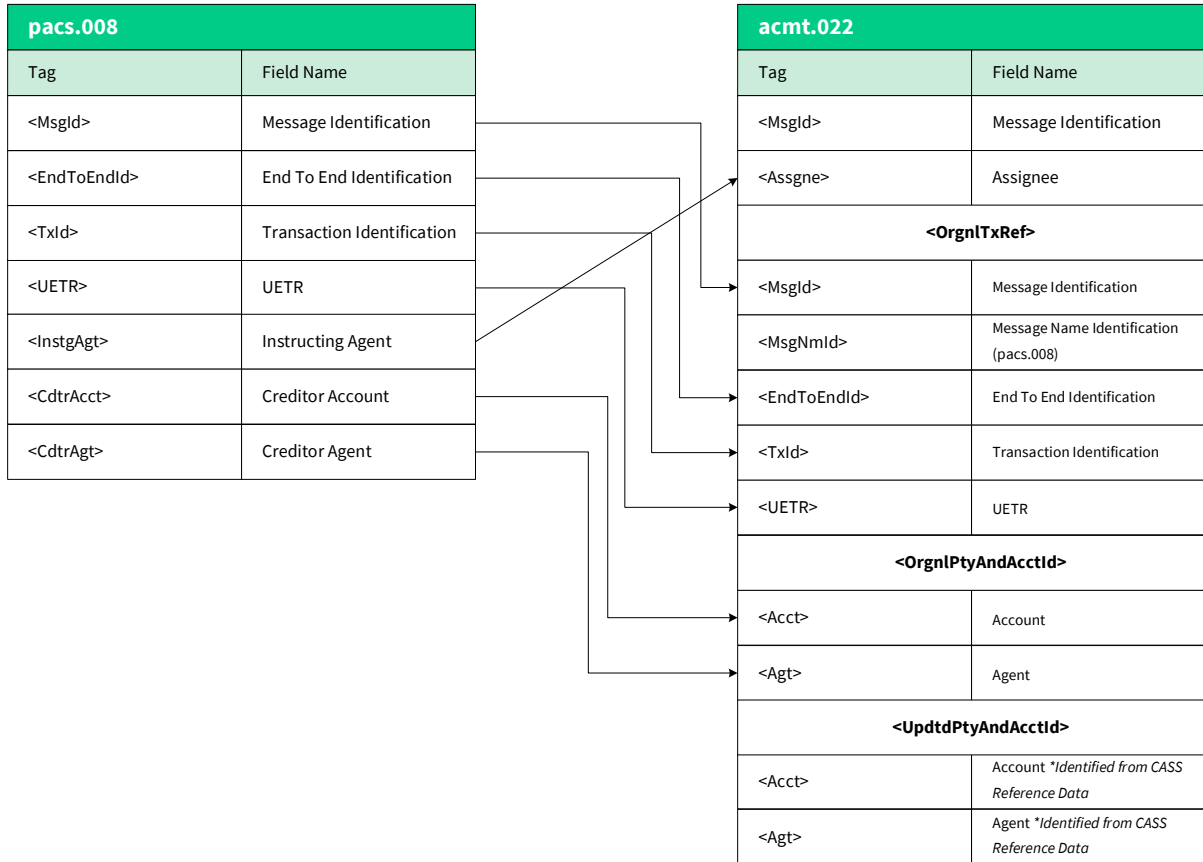 pacs.008
Tag Field Name
<MsgId> Message Identification
<EndToEndId> End To End Identification
<TxId> Transaction Identification
<UETR> UETR
<InstgAgt> Instructing Agent
<CdtrAcct> Creditor Account
<CdtrAgt> Creditor Agent
acmt.022
Tag Field Name
<MsgId> Message Identification
<Assgne> Assignee
<OrgnlTxRef>
<MsgId> Message Identification
<MsgNmId> Message Name Identification
(pacs.008)
<EndToEndId> End To End Identification
<TxId> Transaction Identification
<UETR> UETR
<OrgnlPtyAndAcctId>
<Acct> Account
<Agt> Agent
<UpdtdPtyAndAcctId>
<Acct> Account *Identified from CASS
Reference Data
<Agt> Agent *Identified from CASS
Reference Data